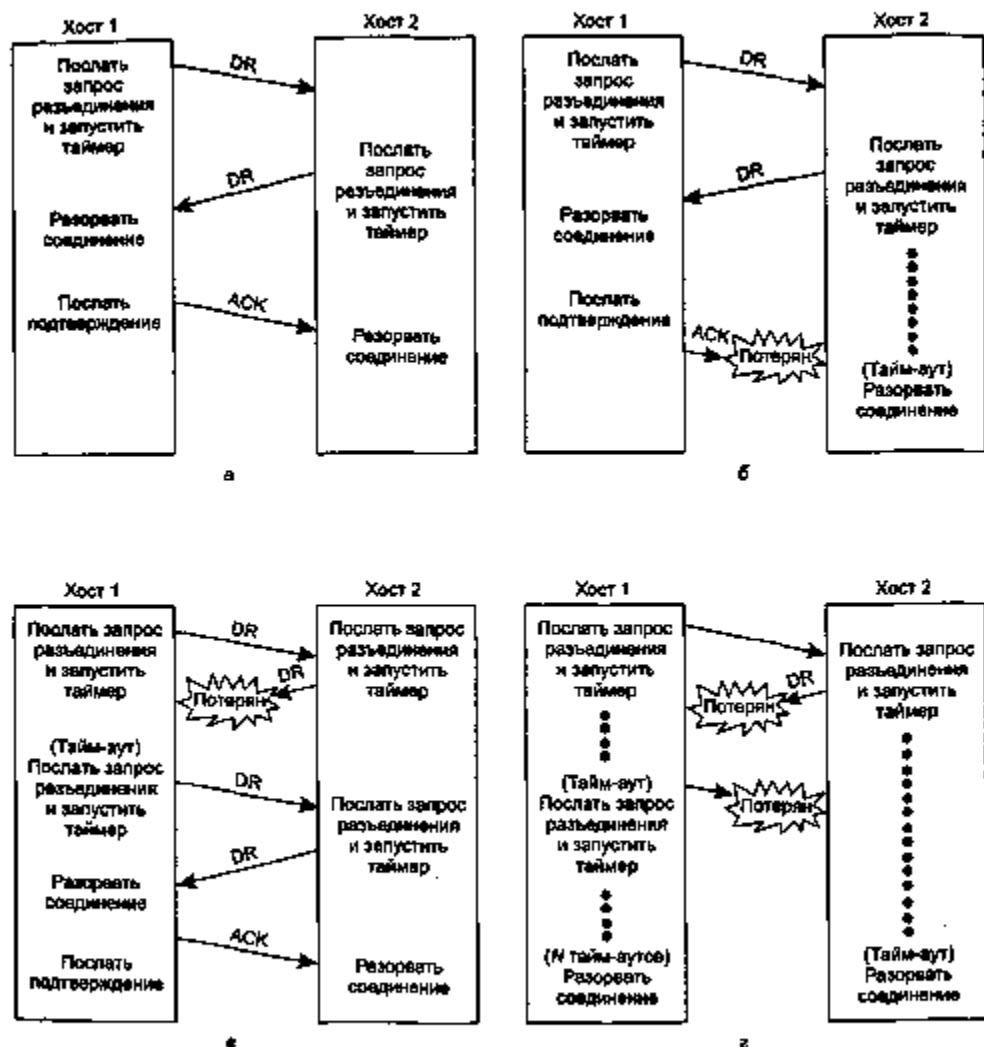 Хост 1
Хост 2
Послать
запрос
разъединения
и запустить
таймер
DR
Послать
запрос
разъединения
и запустить
таймер
DR
Разорвать
соединение
Послать
подтверждение
ACK
Разорвать
соединение
а
Хост 1
Хост 2
Послать
запрос
разъединения
и запустить
таймер
DR
Послать
запрос
разъединения
и запустить
таймер
DR
Разорвать
соединение
Послать
подтверждение
ACK
Потерян
(Тайм-аут)
Разорвать
соединение
б
Хост 1
Хост 2
Послать запрос
разъединения
и запустить
таймер
DR
Послать запрос
разъединения
и запустить
таймер
DR
Потерян
(Тайм-аут)
Послать запрос
разъединения
и запустить
таймер
DR
Послать запрос
разъединения
и запустить
таймер
DR
Разорвать
соединение
Послать
подтверждение
ACK
Разорвать
соединение
в
Хост 1
Хост 2
Послать запрос
разъединения
и запустить
таймер
Послать запрос
разъединения
и запустить
таймер
DR
Потерян
(Тайм-аут)
Послать запрос
разъединения
и запустить
таймер
Потерян
(N тайм-аутов)
Разорвать
соединение
(Тайм-аут)
Разорвать
соединение
г